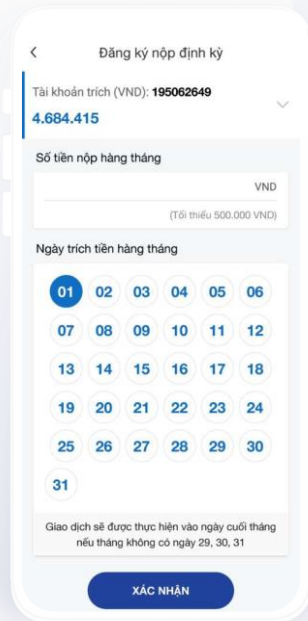 Đăng ký nộp định kỳ
Tài khoản trích (VND): 195062649
4.684.415
Số tiền nộp hàng tháng
VND
(Tối thiểu 500.000 VND)
Ngày trích tiền hàng tháng
01 02 03 04 05 06
07 08 09 10 11 12
13 14 15 16 17 18
19 20 21 22 23 24
25 26 27 28 29 30
31
Giao dịch sẽ được thực hiện vào ngày cuối tháng
nếu tháng không có ngày 29, 30, 31
XÁC NHẬN